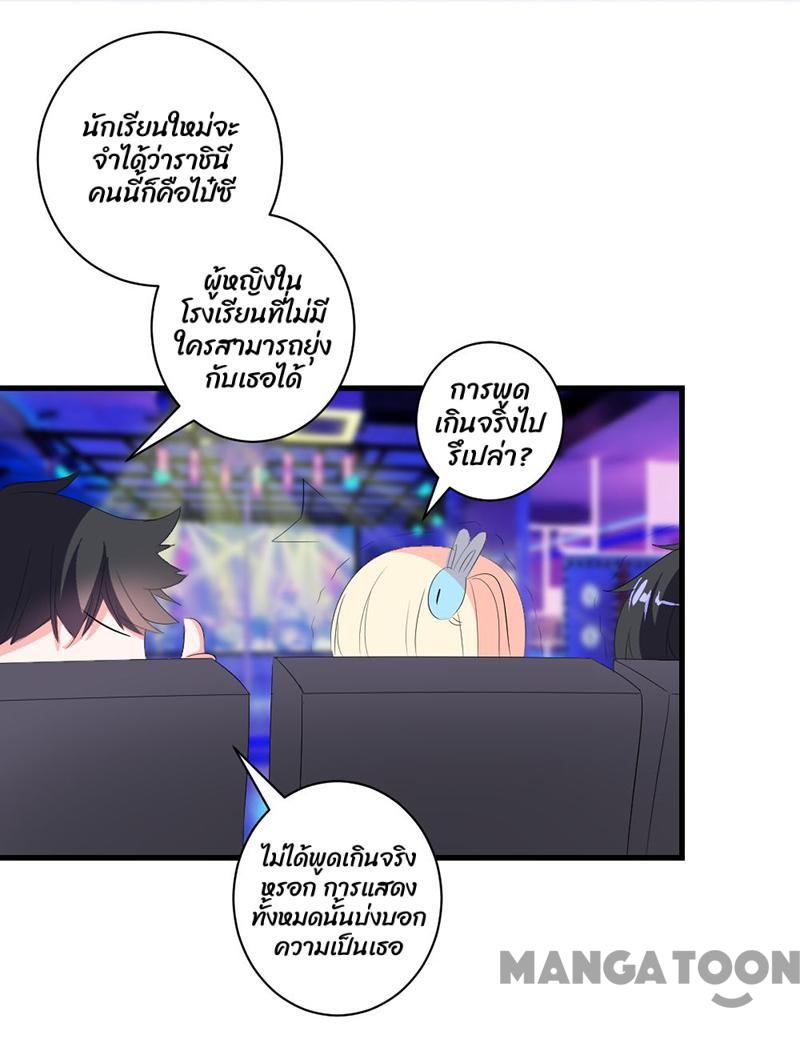 นักเรียนใหม่จะ
จำได้ว่าราชินี
คนนี้ก็คือไป๋ซี
ผู้หญิงใน
โรงเรียนที่ไม่มี
ใครสามารถยุ่ง
กับเธอได้
การพูด
เกินจริงไป
รึเปล่า?
ไม่ได้พูดเกินจริง
หรอก การแสดง
ทั้งหมดนั้นบ่งบอก
ความเป็นเธอ
MANGATOON